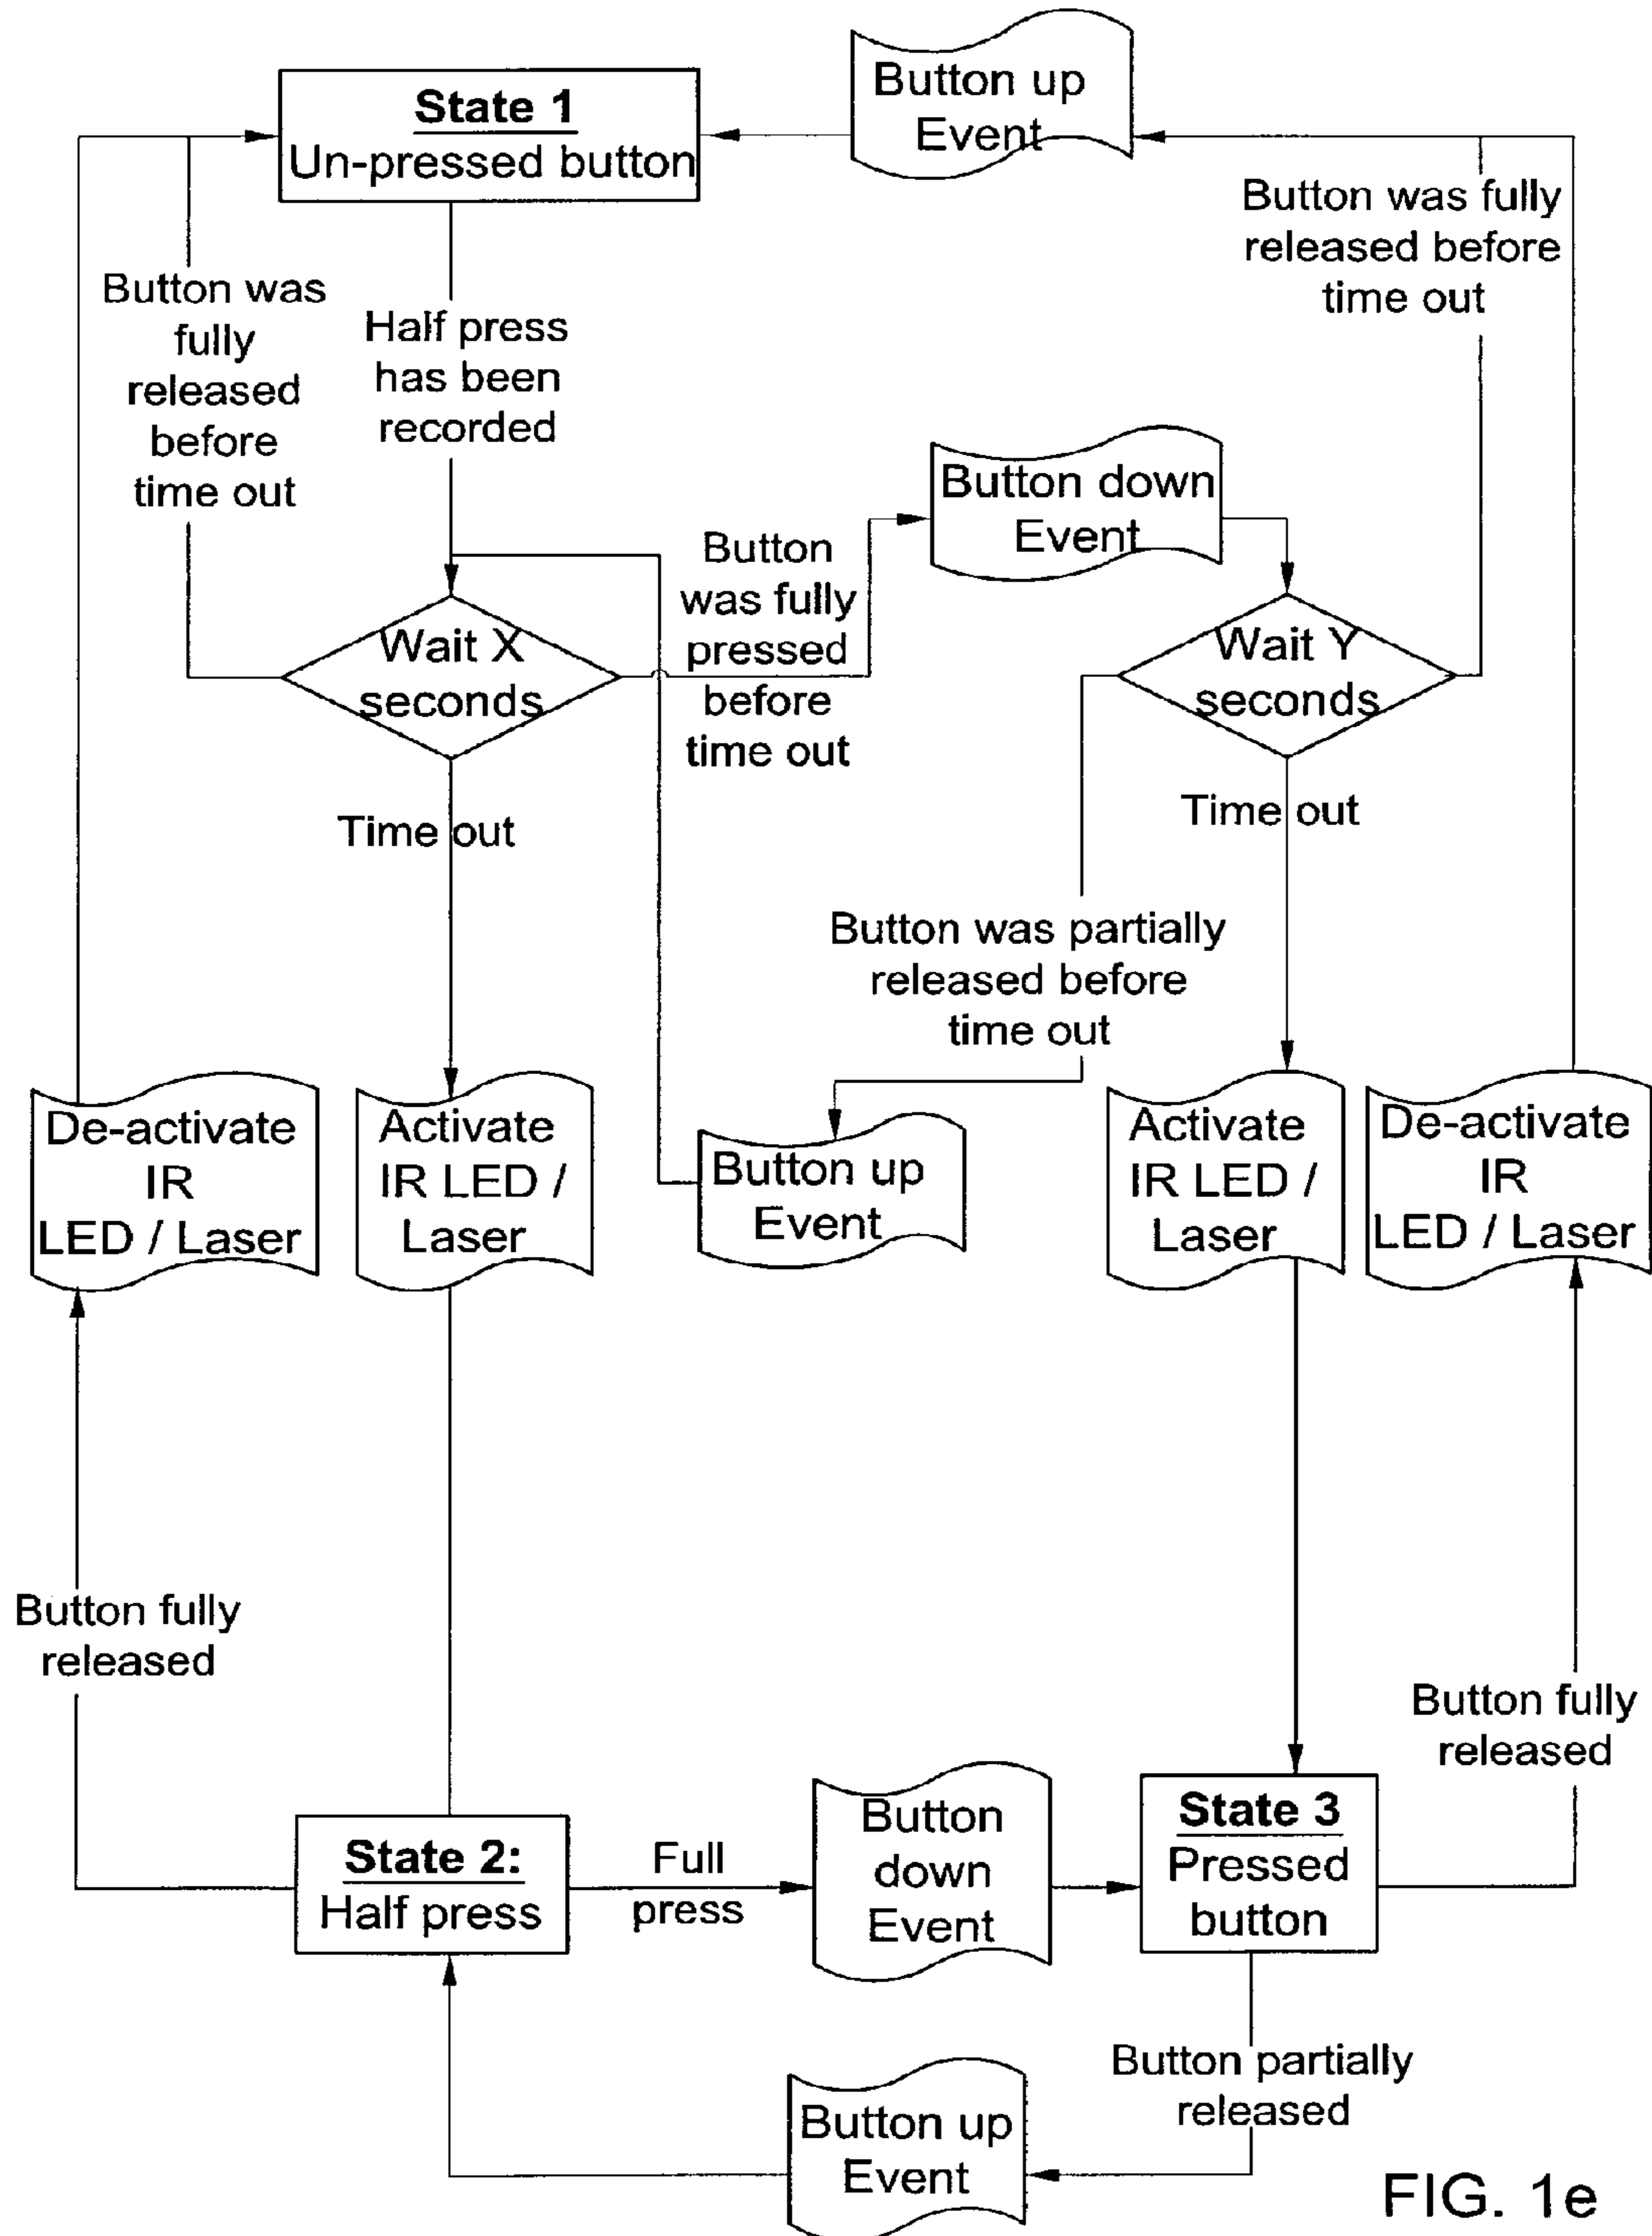 State 1
Un-pressed button
Button up
Event
Button was fully
released before
time out
Button was
fully
released
before
time out
Half press
has been
recorded
Button down
Event
Button
was fully
pressed
before
time out
Wait X
seconds
Wait Y
seconds
Time out
Time out
Button was partially
released before
time out
De-activate
IR
LED / Laser
Activate
IR LED /
Laser
Button up
Event
Activate
IR LED /
Laser
De-activate
IR
LED / Laser
Button fully
released
Button fully
released
State 2:
Half press
Full
press
Button
down
Event
State 3
Pressed
button
Button partially
released
Button up
Event
FIG. 1e